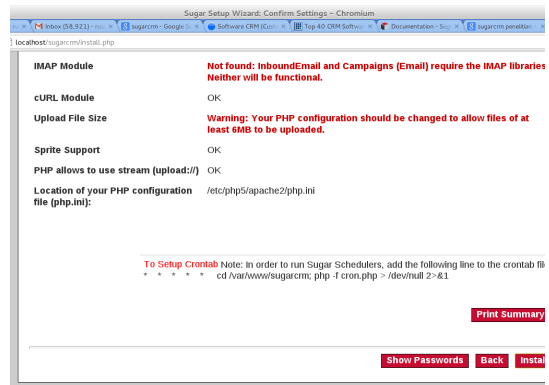 Sugar Setup Wizard: Confirm Settings – Chromium
Inbox (58,921) - 
sugarcrm - Google S
Software CRM (Cust
Top 40 CRM Softwar
Documentation - Sug
sugarcrm penelitian
localhost/sugarcrm/install.php
IMAP Module Not found: InboundEmail and Campaigns (Email) require the IMAP libraries
Neither will be functional.
cURL Module OK
Upload File Size Warning: Your PHP configuration should be changed to allow files of at
least 6MB to be uploaded.
Sprite Support OK
PHP allows to use stream (upload://) OK
Location of your PHP configuration /etc/php5/apache2/php.ini
file (php.ini):
To Setup Crontab Note: In order to run Sugar Schedulers, add the following line to the crontab fil
* * * * * cd /var/www/sugarcrm; php -f cron.php > /dev/null 2>&1
Print Summary
Show Passwords Back Instal